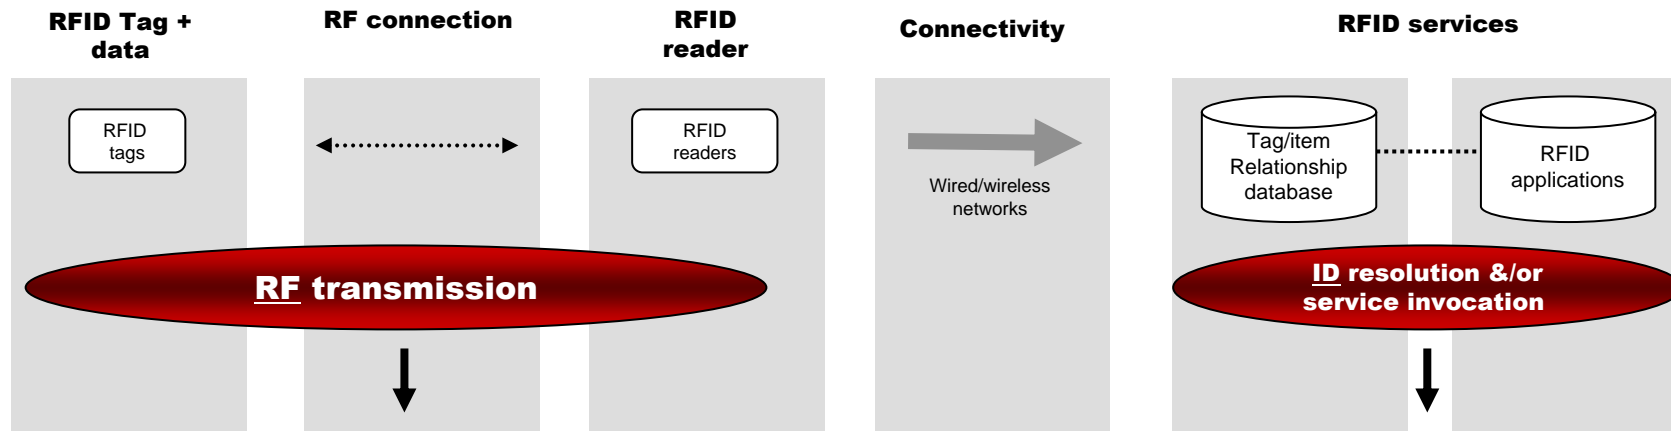 RFID Tag +
data
RF connection
RFID
reader
Connectivity
RFID services
RFID
tags
RFID
readers
Wired/wireless
networks
Tag/item
Relationship
database
RFID
applications
RF transmission
ID resolution &/or
service invocation